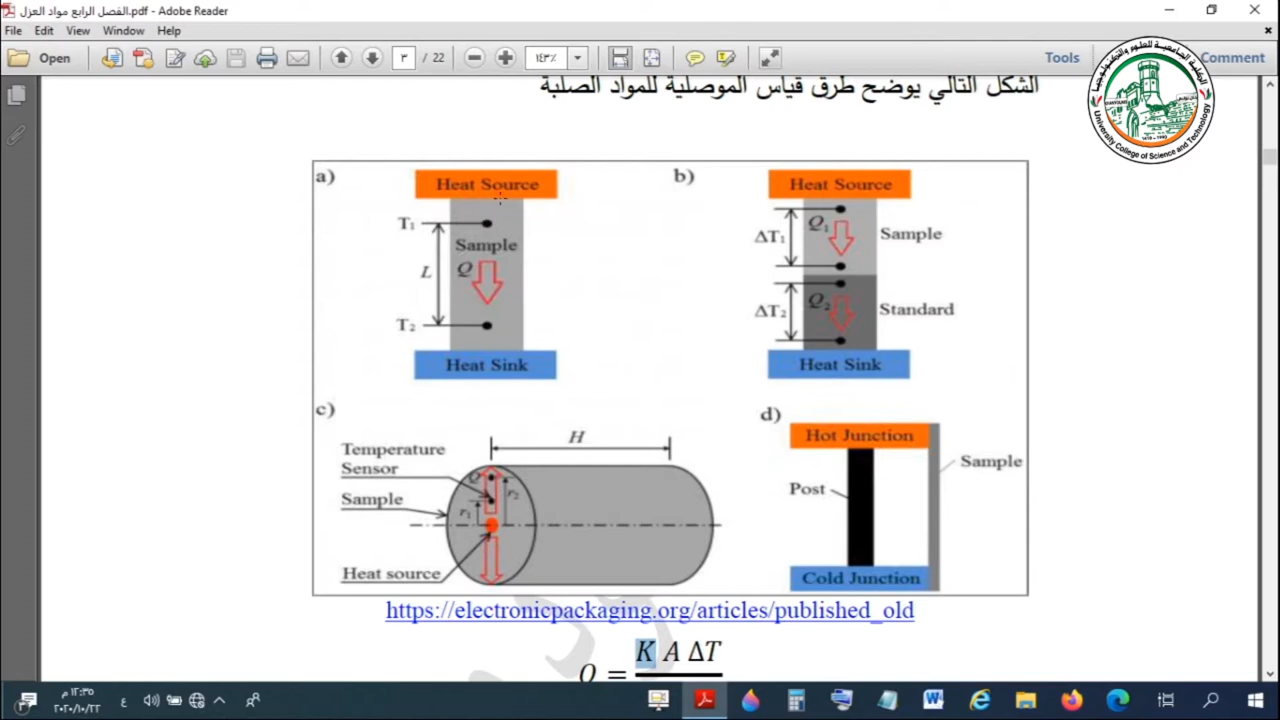 الفصل الرابع مواد العزل.pdf - Adobe Reader
File Edit View Window Help
Open ٣ / 22 ١٤٣٪ Tools Comment
University College of Science and Technology
الشكل التالي يوضح طرق قياس الموصلية للمواد الصلبة
a)
Heat Source
T₁
Sample
L
Q
T₂
Heat Sink
b)
Heat Source
ΔT₁
Q₁
Sample
ΔT₂
Q₂
Standard
Heat Sink
c)
H
Temperature
Sensor
Sample
Q
r₁
r₂
Heat source
d)
Hot Junction
Sample
Post
Cold Junction
https://electronicpackaging.org/articles/published_old
K A ΔT
Q =
ع
١٢:٣٥ م
٢٠٢٠/١٠/٢٢